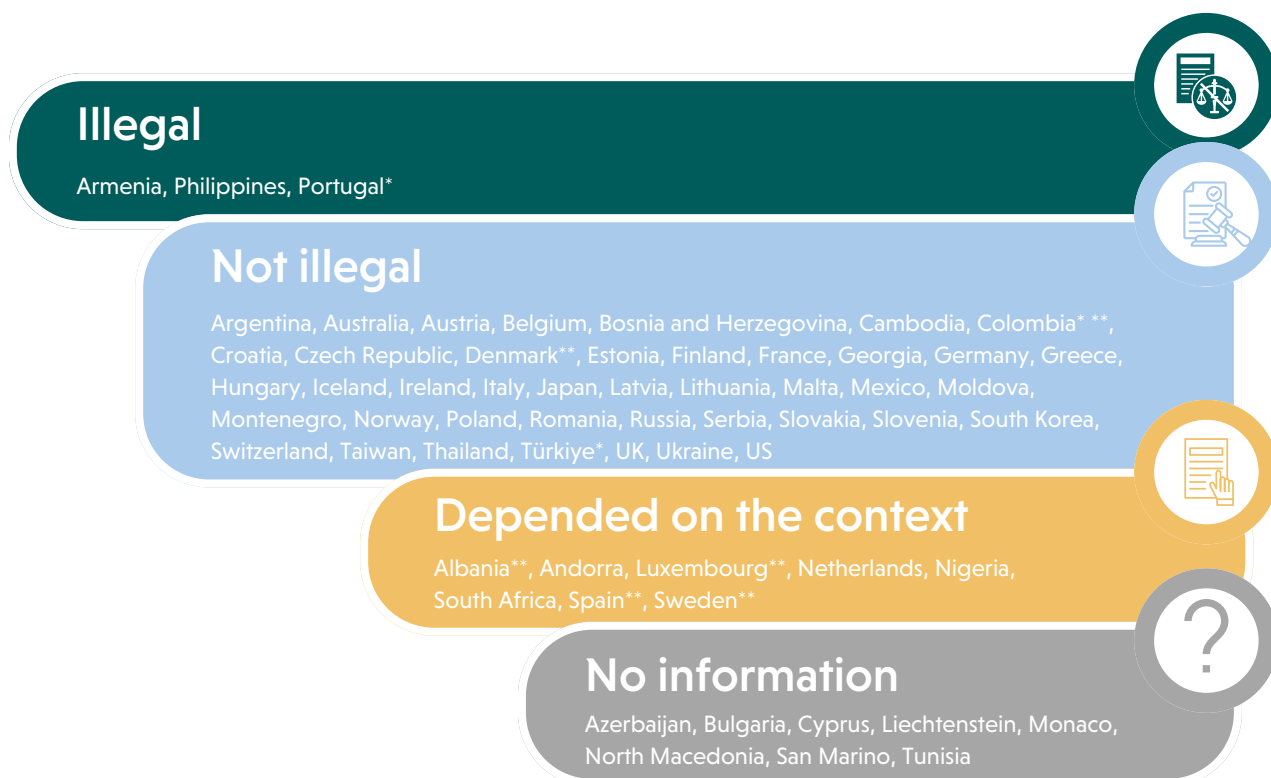 Illegal
Armenia, Philippines, Portugal*
Not illegal
Argentina, Australia, Austria, Belgium, Bosnia and Herzegovina, Cambodia, Colombia* **,
Croatia, Czech Republic, Denmark**, Estonia, Finland, France, Georgia, Germany, Greece,
Hungary, Iceland, Ireland, Italy, Japan, Latvia, Lithuania, Malta, Mexico, Moldova,
Montenegro, Norway, Poland, Romania, Russia, Serbia, Slovakia, Slovenia, South Korea,
Switzerland, Taiwan, Thailand, Türkiye*, UK, Ukraine, US
Depended on the context
Albania**, Andorra, Luxembourg**, Netherlands, Nigeria,
South Africa, Spain**, Sweden**
?
No information
Azerbaijan, Bulgaria, Cyprus, Liechtenstein, Monaco,
North Macedonia, San Marino, Tunisia